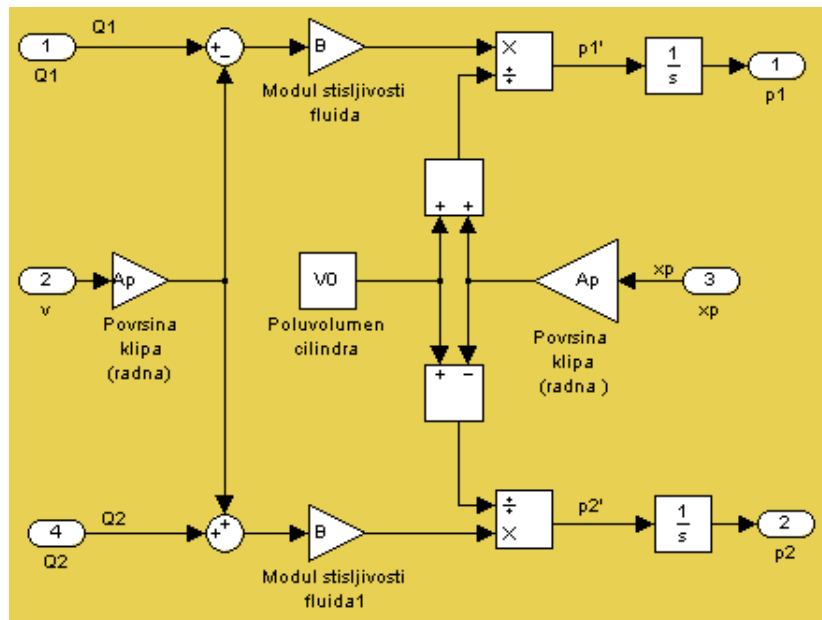 Q1
1
Q1
+
−
B
Modul stisljivosti
fluida
×
÷
p1'
1
s
1
p1
+ +
2
v
Ap
Povrsina
klipa
(radna)
V0
Poluvolumen
cilindra
Ap
Povrsina
klipa
(radna )
xp
3
xp
+ −
4
Q2
Q2
+
+
B
Modul stisljivosti
fluida1
÷
×
p2'
1
s
2
p2